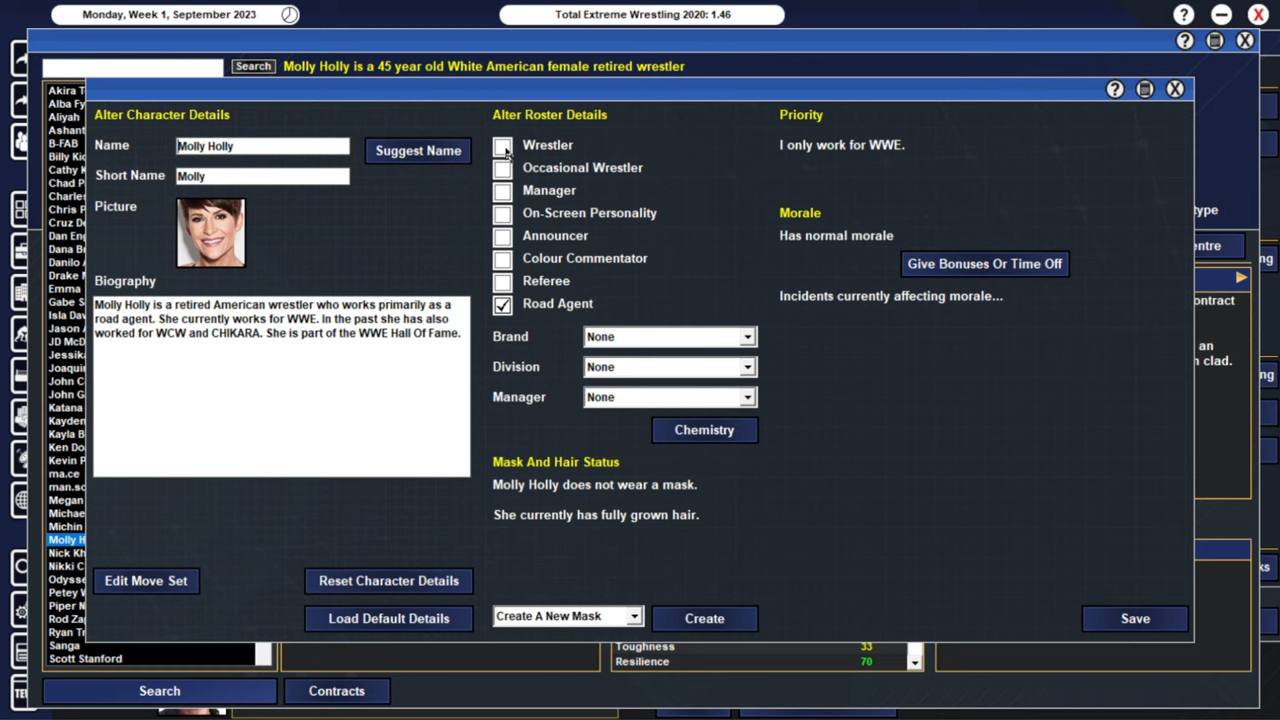 Monday, Week 1, September 2023
Total Extreme Wrestling 2020: 1.46
Search
Molly Holly is a 45 year old White American female retired wrestler
Akira T
Alba Fy
Aliyah
Ashant
B-FAB
Billy Kid
Cathy K
Chad P
Charles
Chris P
Cruz D
Dan Eng
Dana B
Danilo
Drake
Emma
Gabe S
Isla Da
Jason
JD McD
Jessika
Joaqui
John C
John G
Katana
Kayden
Kayla B
Ken Do
Kevin P
ma.ce
man.so
Megan
Michae
Michin
Molly H
Nick Kh
Nikki C
Odysse
Petey W
Piper N
Rod Za
Ryan Tr
Sanga
Scott Stanford
Alter Character Details
Name
Molly Holly
Suggest Name
Short Name
Molly
Picture
Biography
Molly Holly is a retired American wrestler who works primarily as a
road agent. She currently works for WWE. In the past she has also
worked for WCW and CHIKARA. She is part of the WWE Hall Of Fame.
Edit Move Set
Reset Character Details
Load Default Details
Alter Roster Details
Wrestler
Occasional Wrestler
Manager
On-Screen Personality
Announcer
Colour Commentator
Referee
Road Agent
Brand
None
Division
None
Manager
None
Chemistry
Mask And Hair Status
Molly Holly does not wear a mask.
She currently has fully grown hair.
Create A New Mask
Create
Priority
I only work for WWE.
Morale
Has normal morale
Give Bonuses Or Time Off
Incidents currently affecting morale...
Save
type
entre
ng
ontract
an
n clad.
ng
ks
Toughness
33
Resilience
70
Search
Contracts